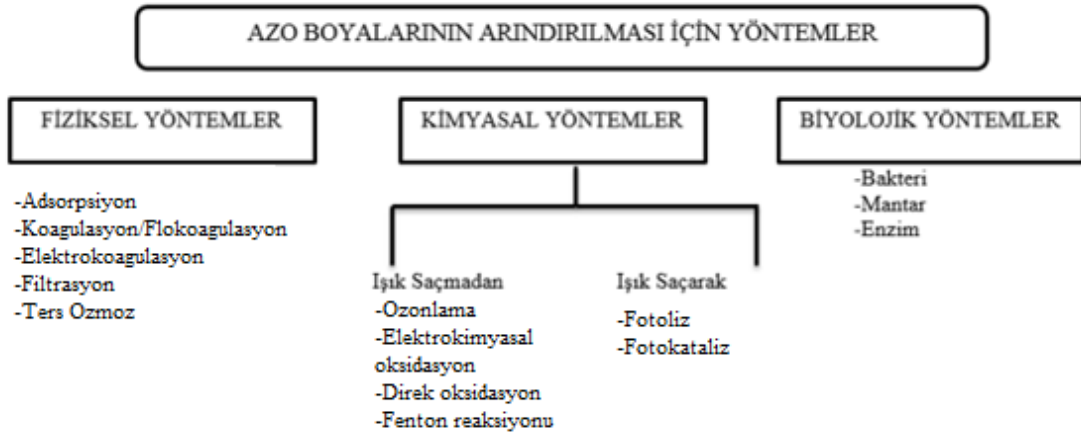 AZO BOYALARININ ARINDIRILMASI İÇİN YÖNTEMLER
FİZİKSEL YÖNTEMLER
-Adsorpsiyon
-Koagulasyon/Flokoagulasyon
-Elektrokoagulasyon
-Filtrasyon
-Ters Ozmoz
KİMYASAL YÖNTEMLER
Işık Saçmadan
-Ozonlama
-Elektrokimyasal
oksidasyon
-Direk oksidasyon
-Fenton reaksiyonu
Işık Saçarak
-Fotoliz
-Fotokataliz
BİYOLOJİK YÖNTEMLER
-Bakteri
-Mantar
-Enzim